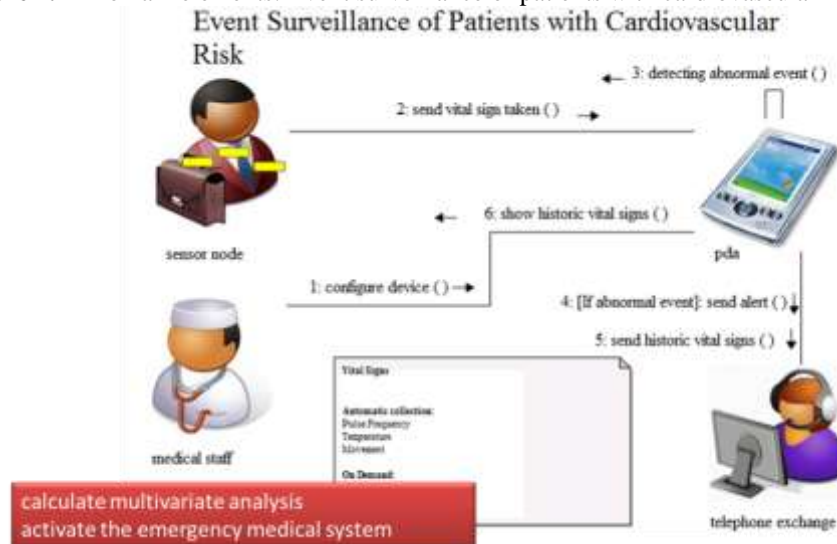 Event Surveillance of Patients with Cardiovascular
Risk
3: detecting abnormal event ( )
2: send vital sign taken ( )
6: show historic vital signs ( )
sensor node
pda
1: configure device ( )
4: [If abnormal event]: send alert ( )
5: send historic vital signs ( )
Vital Signs
Automatic collection:
Pulse Frequency
Temperature
Movement
On Demand:
medical staff
calculate multivariate analysis
activate the emergency medical system
telephone exchange